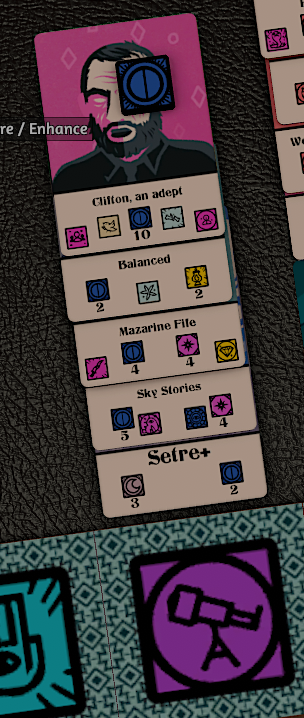 re / Enhance
Clifton, an adept
10
Balanced
2 2
Mazarine File
4 4
Sky Stories
5 4
Setre+
3 2